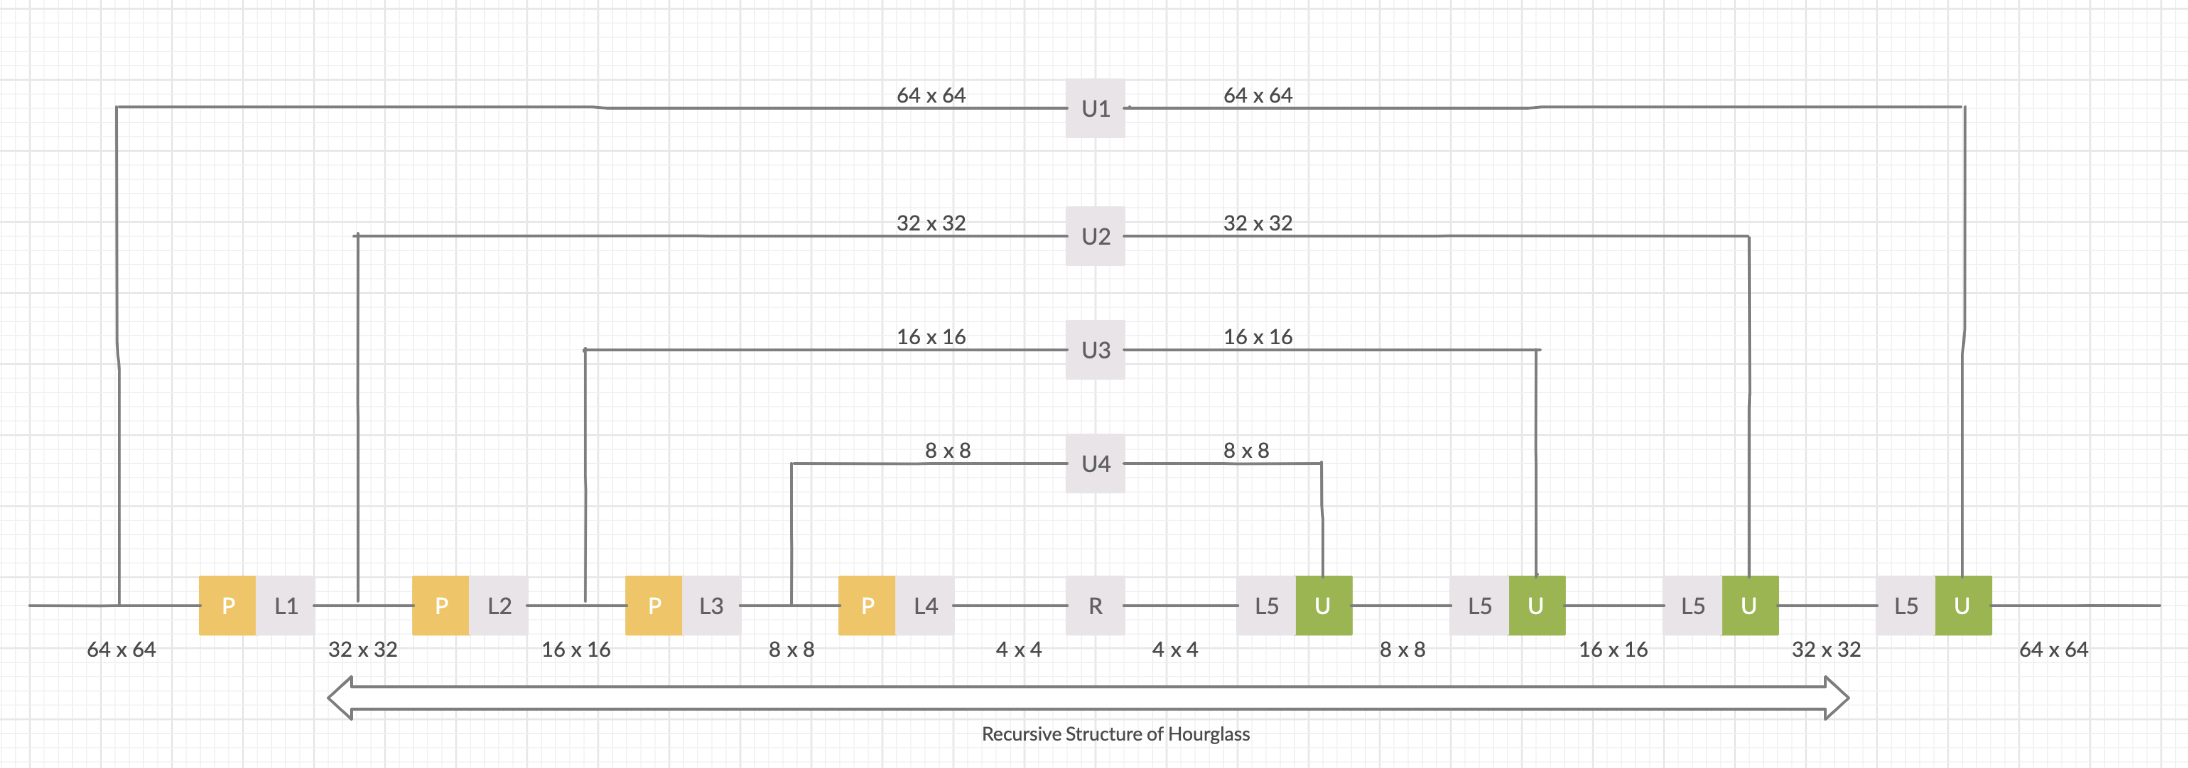 64 x 64 U1 64 x 64
32 x 32 U2 32 x 32
16 x 16 U3 16 x 16
8 x 8 U4 8 x 8
P L1 P L2 P L3 P L4 R L5 U L5 U L5 U L5 U
64 x 64 32 x 32 16 x 16 8 x 8 4 x 4 4 x 4 8 x 8 16 x 16 32 x 32 64 x 64
Recursive Structure of Hourglass